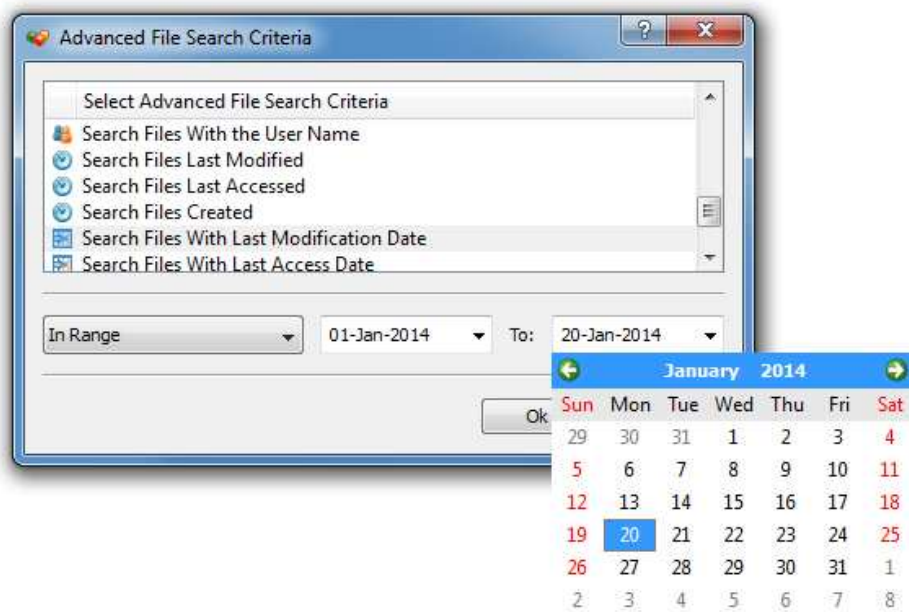 Advanced File Search Criteria
Select Advanced File Search Criteria
Search Files With the User Name
Search Files Last Modified
Search Files Last Accessed
Search Files Created
Search Files With Last Modification Date
Search Files With Last Access Date
In Range 01-Jan-2014 To: 20-Jan-2014
January 2014
Ok
Sun Mon Tue Wed Thu Fri Sat
29 30 31 1 2 3 4
5 6 7 8 9 10 11
12 13 14 15 16 17 18
19 20 21 22 23 24 25
26 27 28 29 30 31 1
2 3 4 5 6 7 8